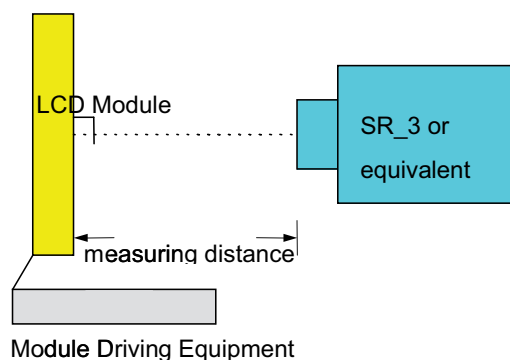 LCD Module
SR_3 or
equivalent
measuring distance
Module Driving Equipment